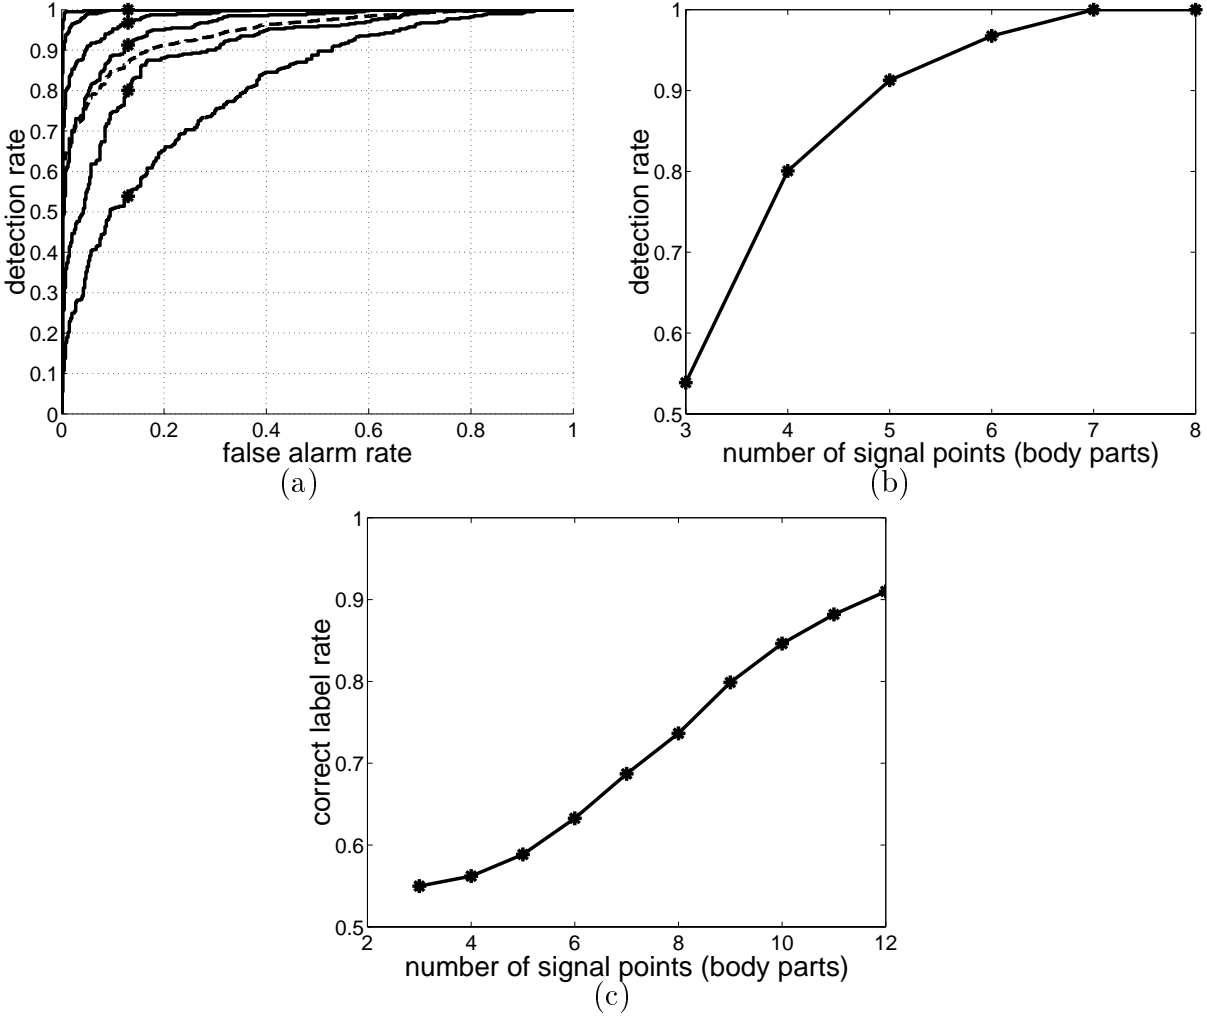 1
0.9
0.8
0.7
0.6
0.5
0.4
0.3
0.2
0.1
0
0 0.2 0.4 0.6 0.8 1
detection rate
false alarm rate
(a)
1
0.9
0.8
0.7
0.6
0.5
3 4 5 6 7 8
detection rate
number of signal points (body parts)
(b)
1
0.9
0.8
0.7
0.6
0.5
2 4 6 8 10 12
correct label rate
number of signal points (body parts)
(c)